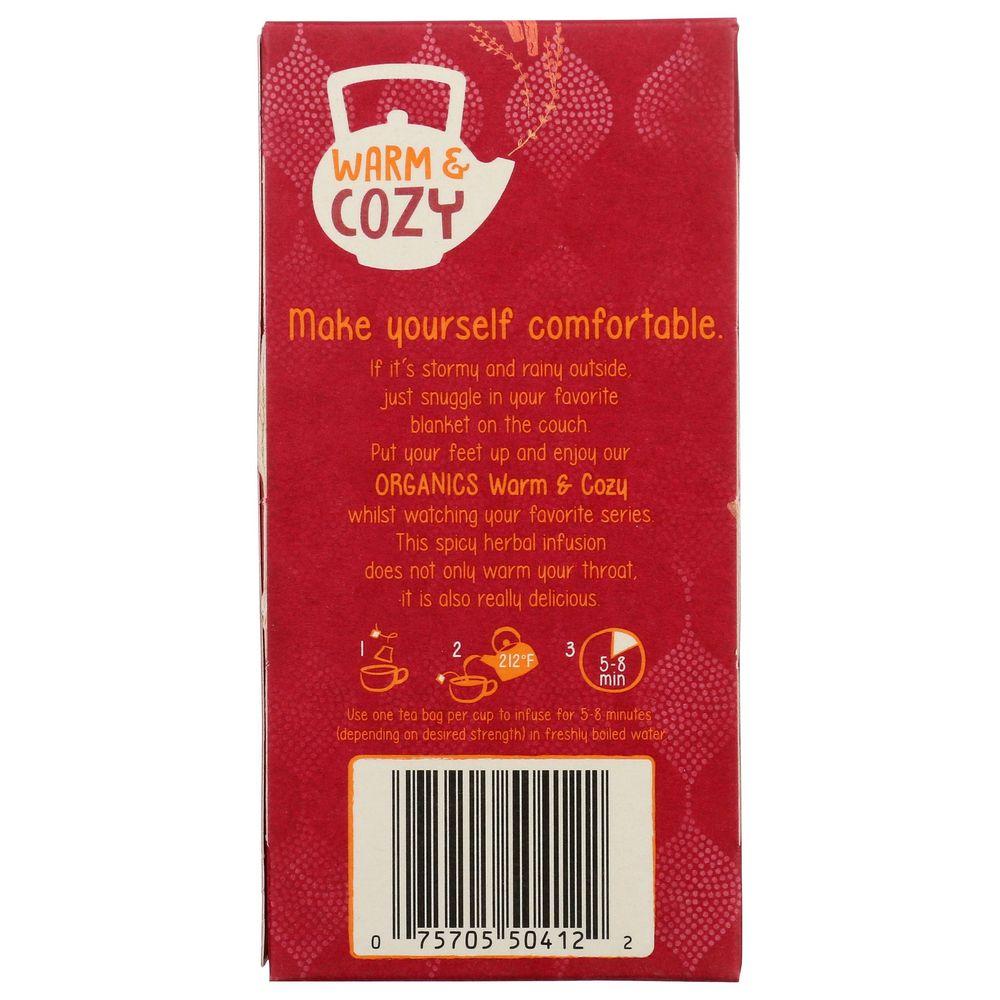 WARM &
COZY
Make yourself comfortable.
If it's stormy and rainy outside,
just snuggle in your favorite
blanket on the couch.
Put your feet up and enjoy our
ORGANICS Warm & Cozy
whilst watching your favorite series.
This spicy herbal infusion
does not only warm your throat,
it is also really delicious.
1 2 212°F 3 5-8
min
Use one tea bag per cup to infuse for 5-8 minutes
(depending on desired strength) in freshly boiled water.
0 75705 50412 2